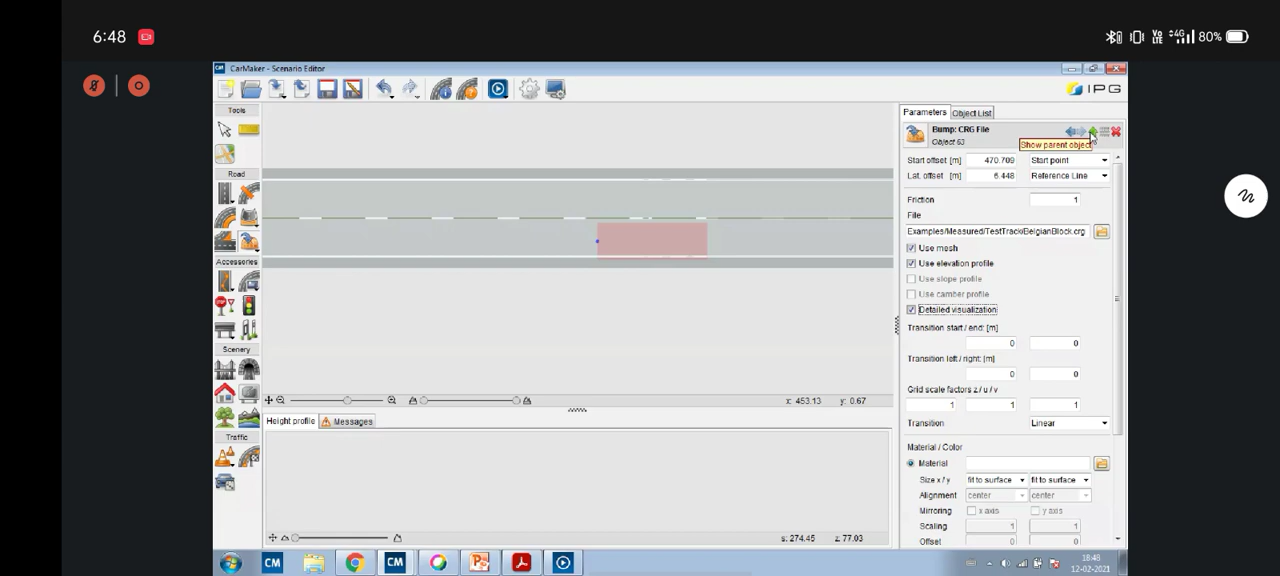 6:48
4G
80%
CarMaker - Scenario Editor
IPG
Tools
Road
Accessories
STOP
Scenery
Traffic
x: 453.13 y: 0.67
Height profile Messages
s: 274.45 z: 77.03
Parameters Object List
Bump: CRG File
Object 63
Show parent object
Start offset [m] 470.709 Start point
Lat. offset [m] 6.448 Reference Line
Friction 1
File
Examples/Measured/TestTrack/BelgianBlock.crg
Use mesh
Use elevation profile
Use slope profile
Use camber profile
Detailed visualization
Transition start / end: [m]
0 0
Transition left / right: [m]
0 0
Grid scale factors z / u / v
1 1 1
Transition Linear
Material / Color
Material
Size x / y fit to surface fit to surface
Alignment center center
Mirroring x axis y axis
Scaling 1 1
Offset 0 0
CM CM
18:48
12-02-2021